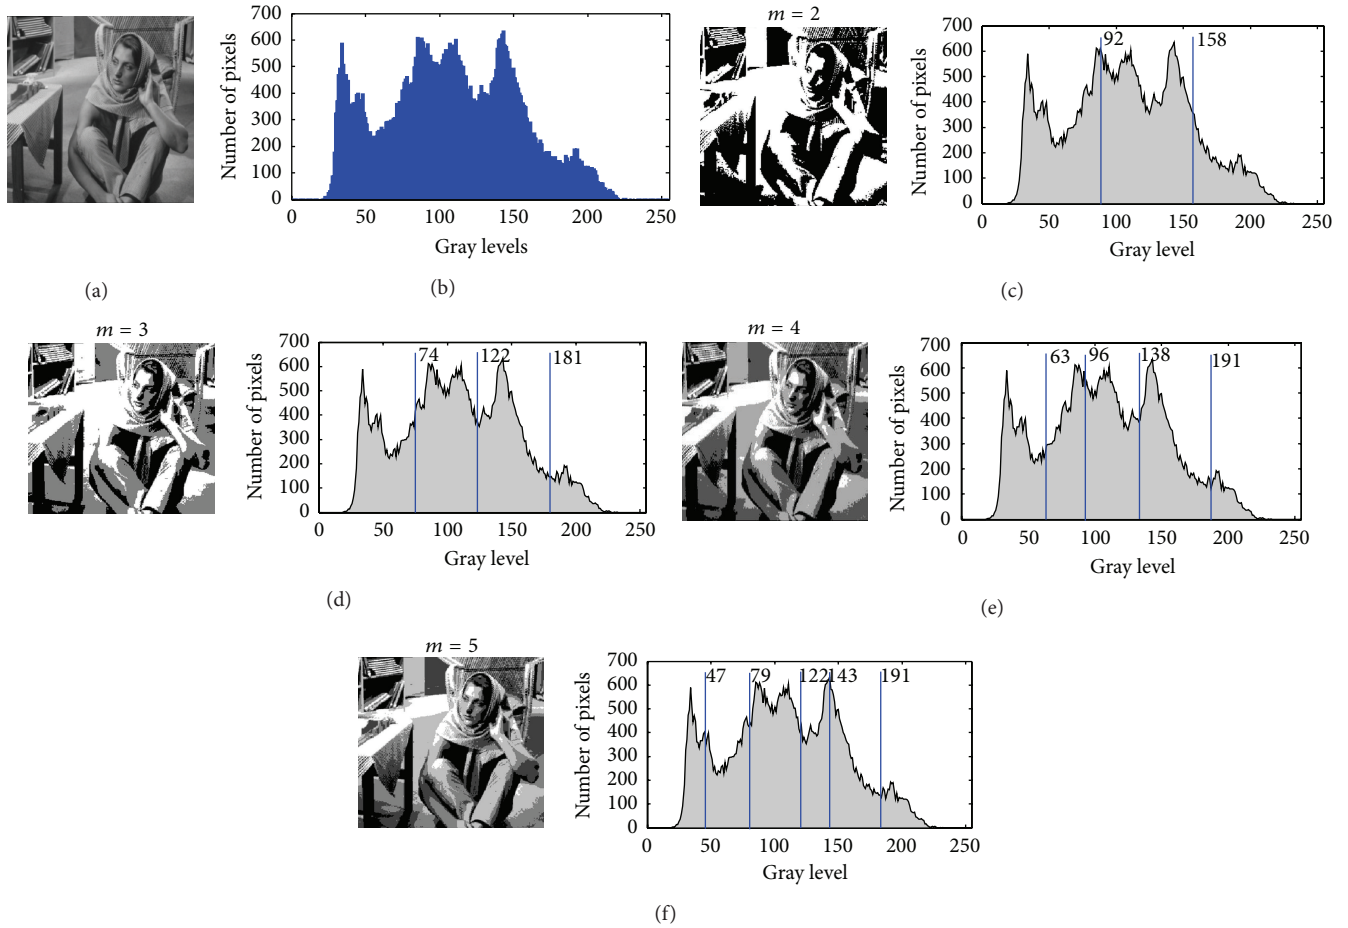 700
600
500
400
300
200
100
0
Number of pixels
0 50 100 150 200 250
Gray levels
(a)
(b)
m = 2
700
600
500
400
300
200
100
0
Number of pixels
92 158
0 50 100 150 200 250
Gray level
(c)
m = 3
700
600
500
400
300
200
100
0
Number of pixels
74 122 181
0 50 100 150 200 250
Gray level
(d)
m = 4
700
600
500
400
300
200
100
0
Number of pixels
63 96 138 191
0 50 100 150 200 250
Gray level
(e)
m = 5
700
600
500
400
300
200
100
0
Number of pixels
47 79 122 143 191
0 50 100 150 200 250
Gray level
(f)